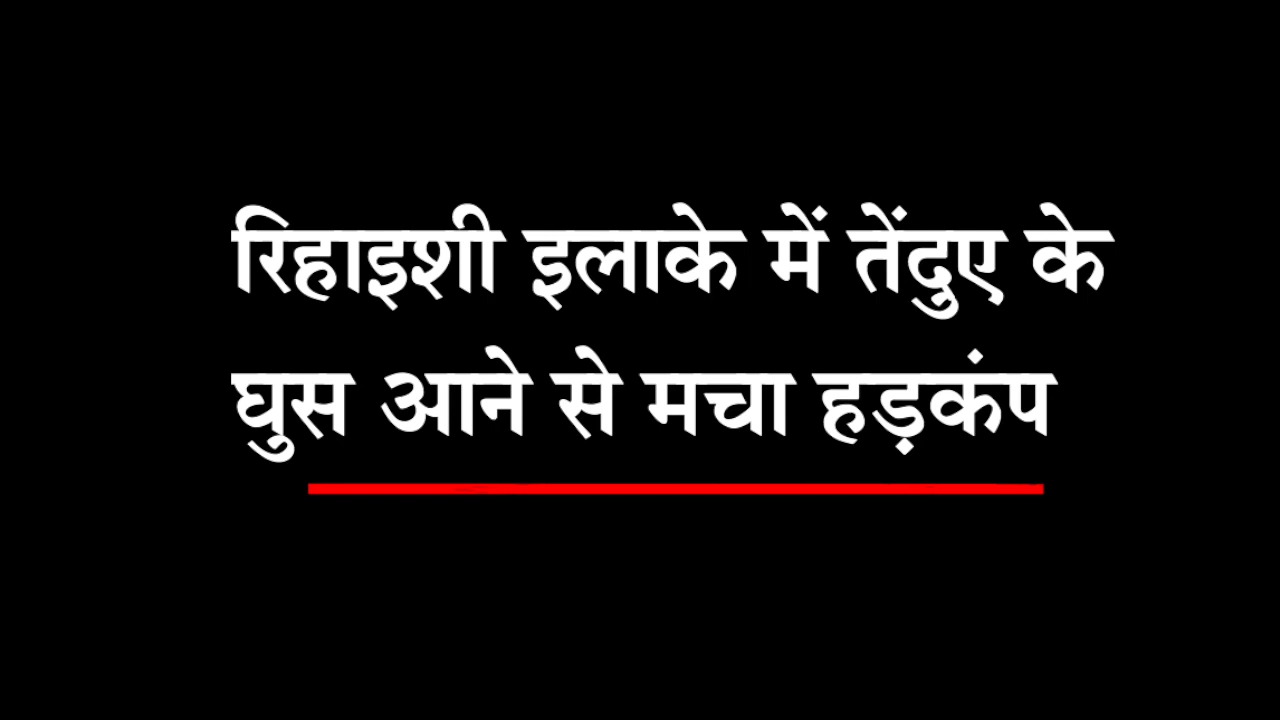 रिहाइशी इलाके में तेंदुए के
घुस आने से मचा हड़कंप